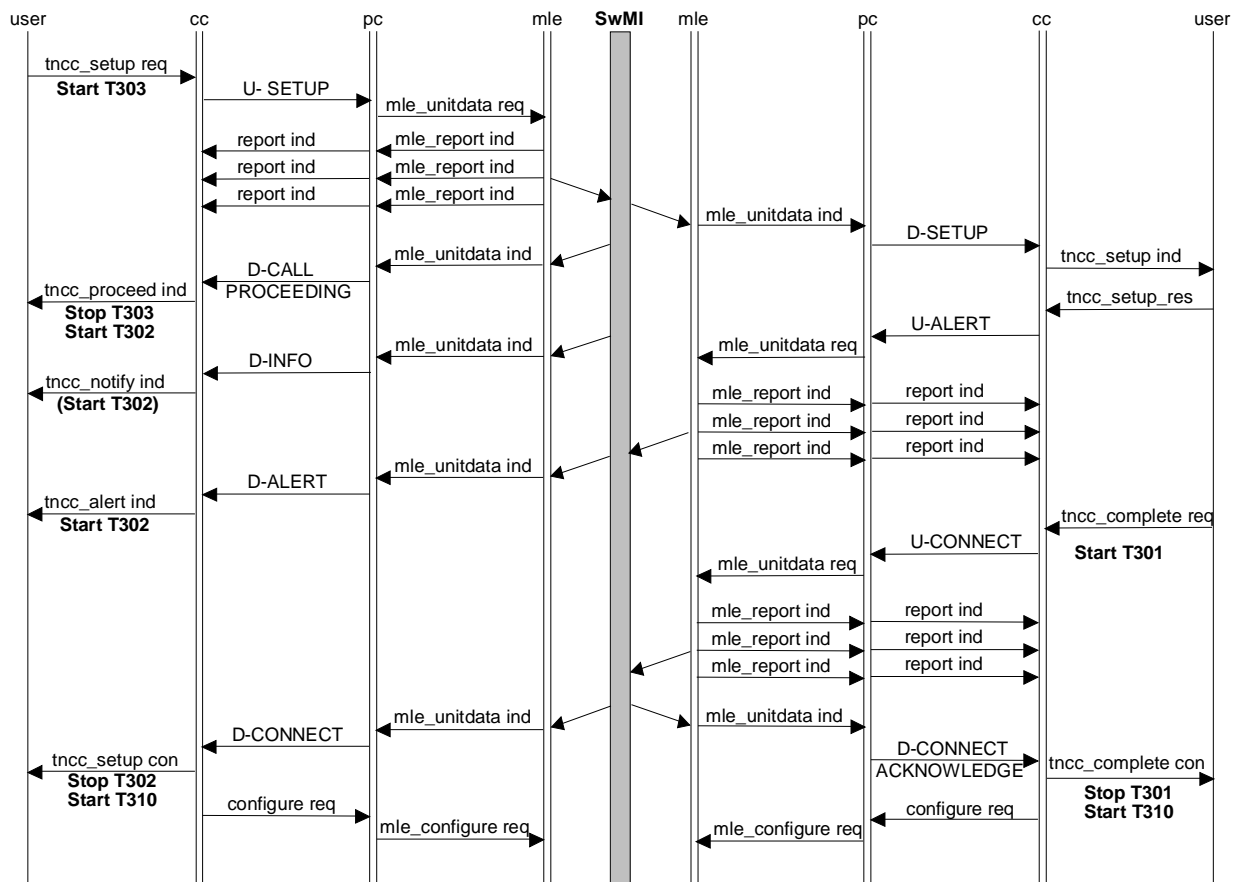 user cc pc mle SwMI mle pc cc user
tncc_setup req
Start T303
U- SETUP
mle_unitdata req
report ind mle_report ind
report ind mle_report ind
report ind mle_report ind
mle_unitdata ind
D-SETUP
tncc_setup ind
mle_unitdata ind
D-CALL
PROCEEDING
tncc_proceed ind
Stop T303
Start T302
tncc_setup_res
U-ALERT
mle_unitdata req
mle_unitdata ind
D-INFO
tncc_notify ind
(Start T302)
mle_report ind report ind
mle_report ind report ind
mle_report ind report ind
mle_unitdata ind
D-ALERT
tncc_alert ind
Start T302
tncc_complete req
Start T301
U-CONNECT
mle_unitdata req
mle_report ind report ind
mle_report ind report ind
mle_report ind report ind
mle_unitdata ind
D-CONNECT
tncc_setup con
Stop T302
Start T310
configure req
mle_configure req
mle_unitdata ind
D-CONNECT
ACKNOWLEDGE
tncc_complete con
Stop T301
Start T310
configure req
mle_configure req